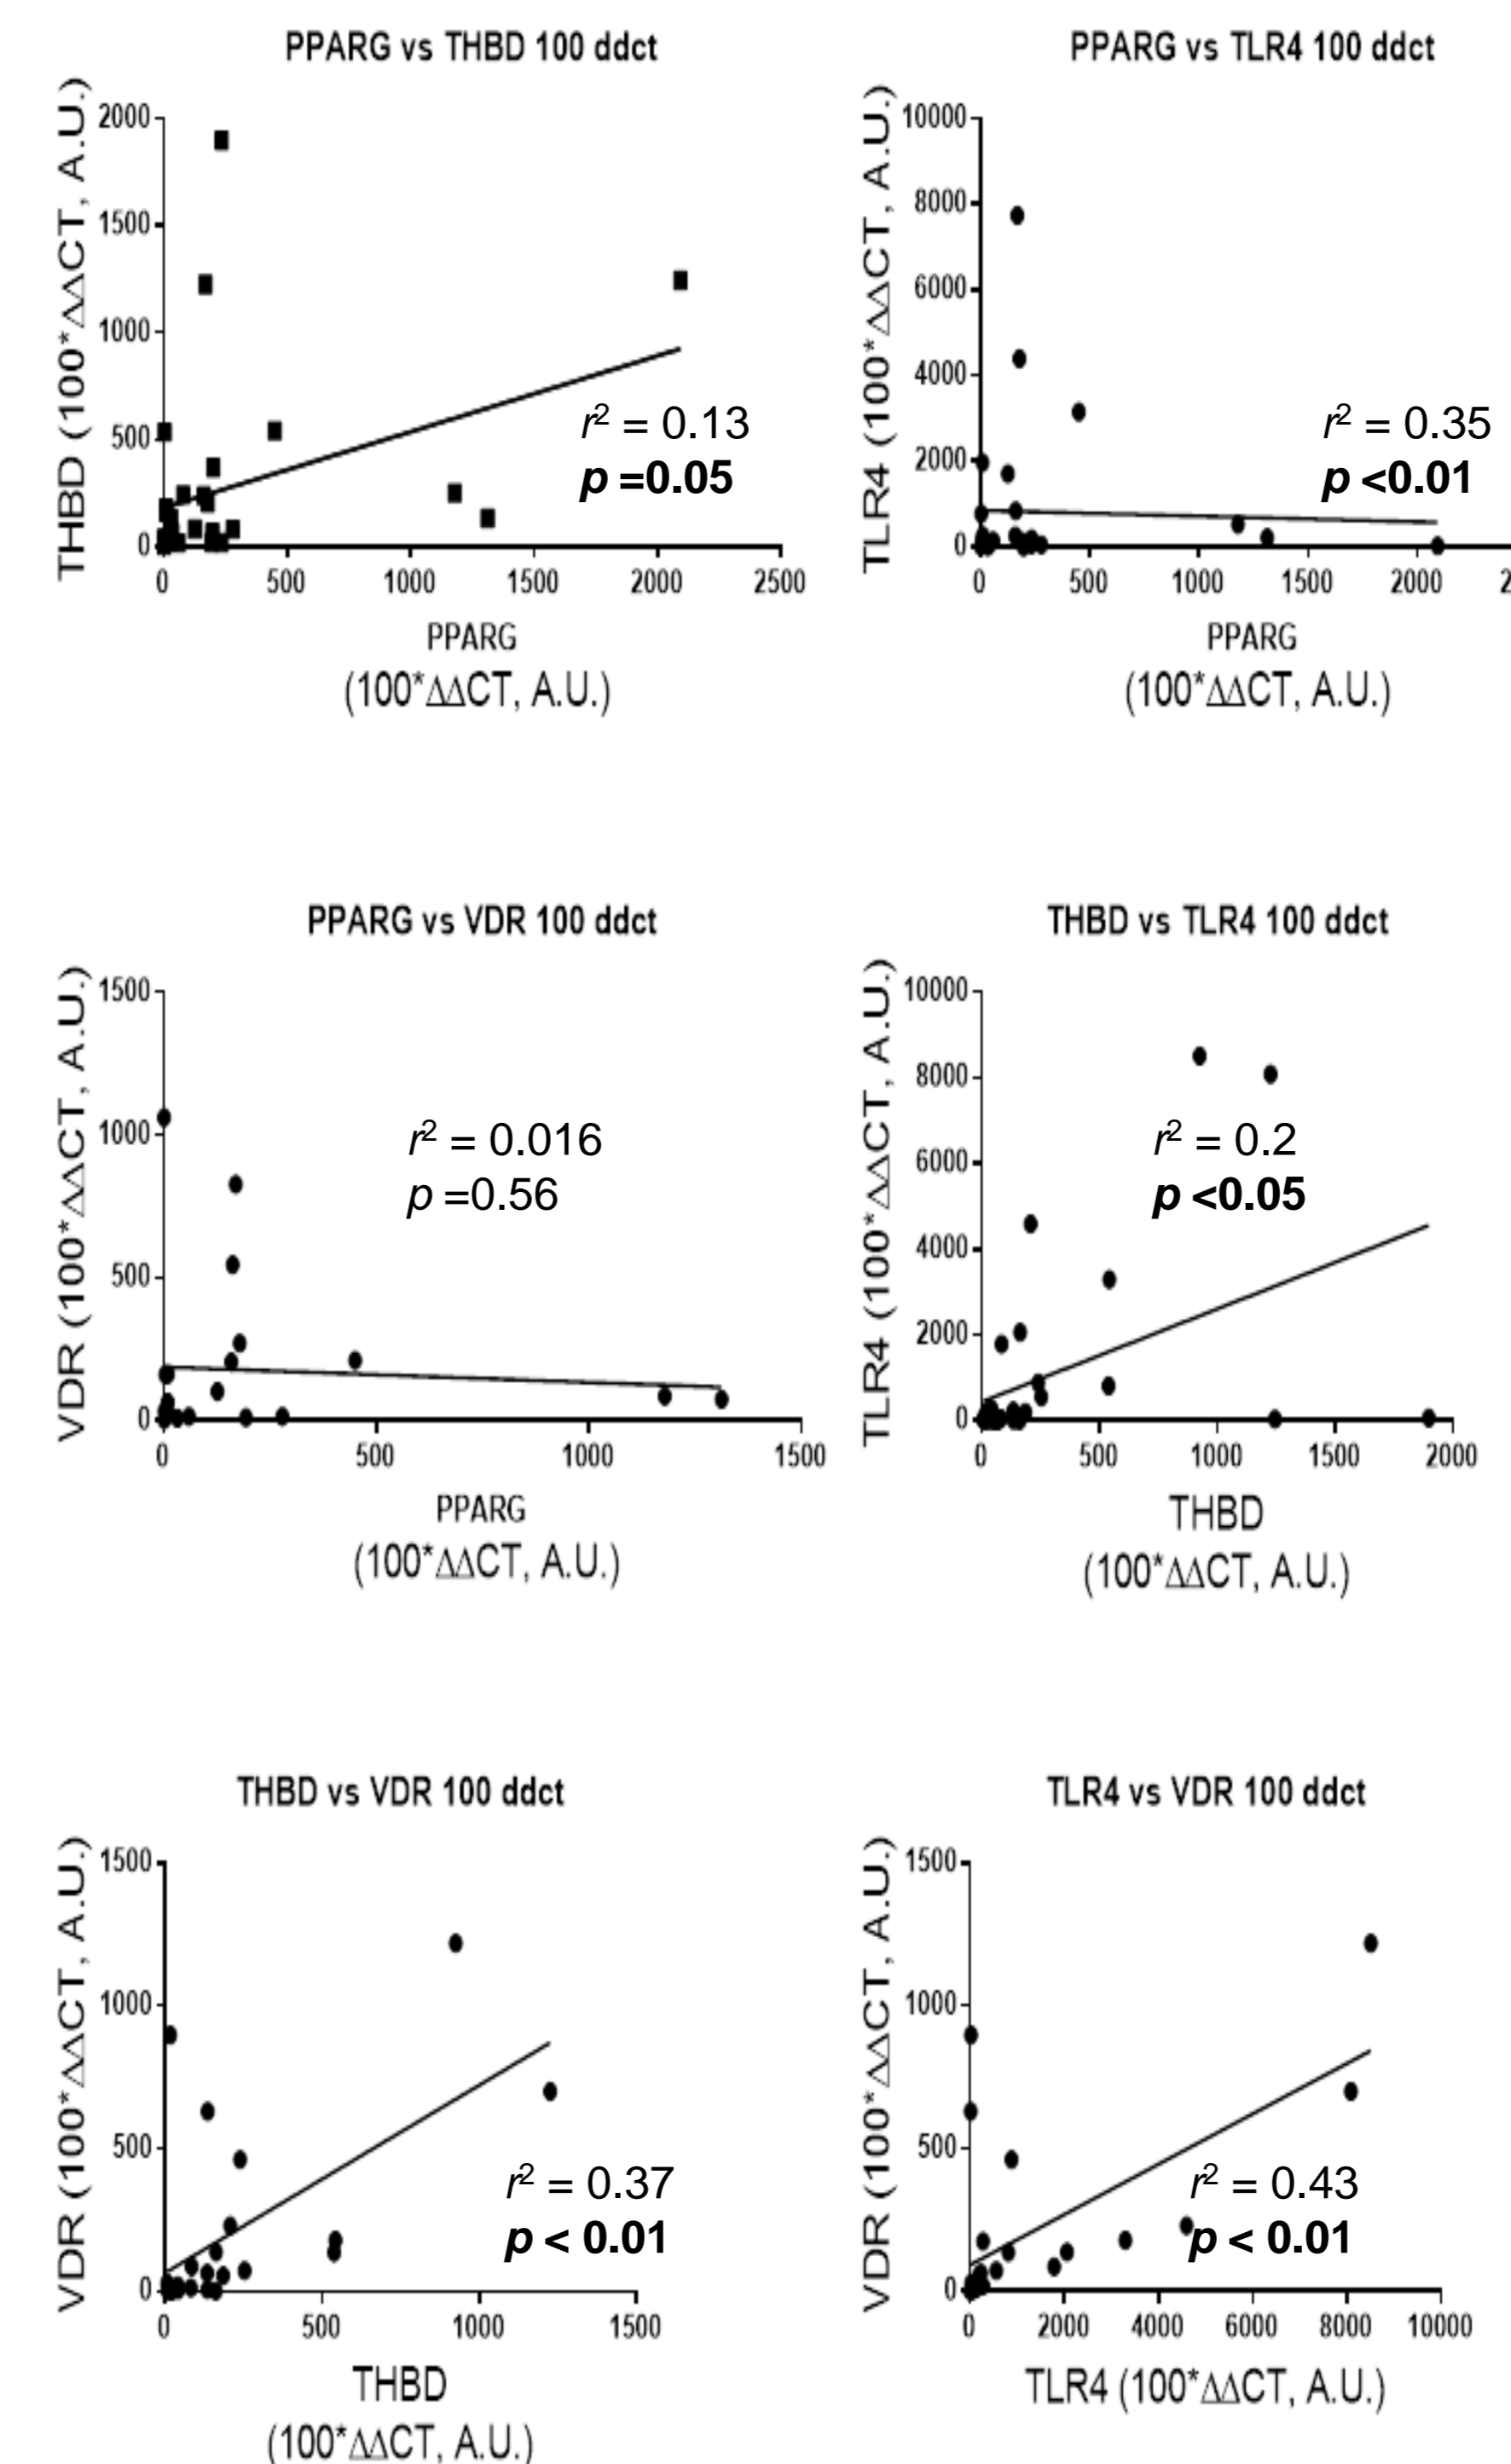 PPARG vs THBD 100 ddct
THBD (100*ΔΔCT, A.U.)
2000
1500
1000
500
0
r² = 0.13
p =0.05
0 500 1000 1500 2000 2500
PPARG
(100*ΔΔCT, A.U.)
PPARG vs TLR4 100 ddct
TLR4 (100*ΔΔCT, A.U.)
10000
8000
6000
4000
2000
0
r² = 0.35
p <0.01
0 500 1000 1500 2000 2
PPARG
(100*ΔΔCT, A.U.)
PPARG vs VDR 100 ddct
VDR (100*ΔΔCT, A.U.)
1500
1000
500
0
r² = 0.016
p =0.56
0 500 1000 1500
PPARG
(100*ΔΔCT, A.U.)
THBD vs TLR4 100 ddct
TLR4 (100*ΔΔCT, A.U.)
10000
8000
6000
4000
2000
0
r² = 0.2
p <0.05
0 500 1000 1500 2000
THBD
(100*ΔΔCT, A.U.)
THBD vs VDR 100 ddct
VDR (100*ΔΔCT, A.U.)
1500
1000
500
0
r² = 0.37
p < 0.01
0 500 1000 1500
THBD
(100*ΔΔCT, A.U.)
TLR4 vs VDR 100 ddct
VDR (100*ΔΔCT, A.U.)
1500
1000
500
0
r² = 0.43
p < 0.01
0 2000 4000 6000 8000 10000
TLR4 (100*ΔΔCT, A.U.)